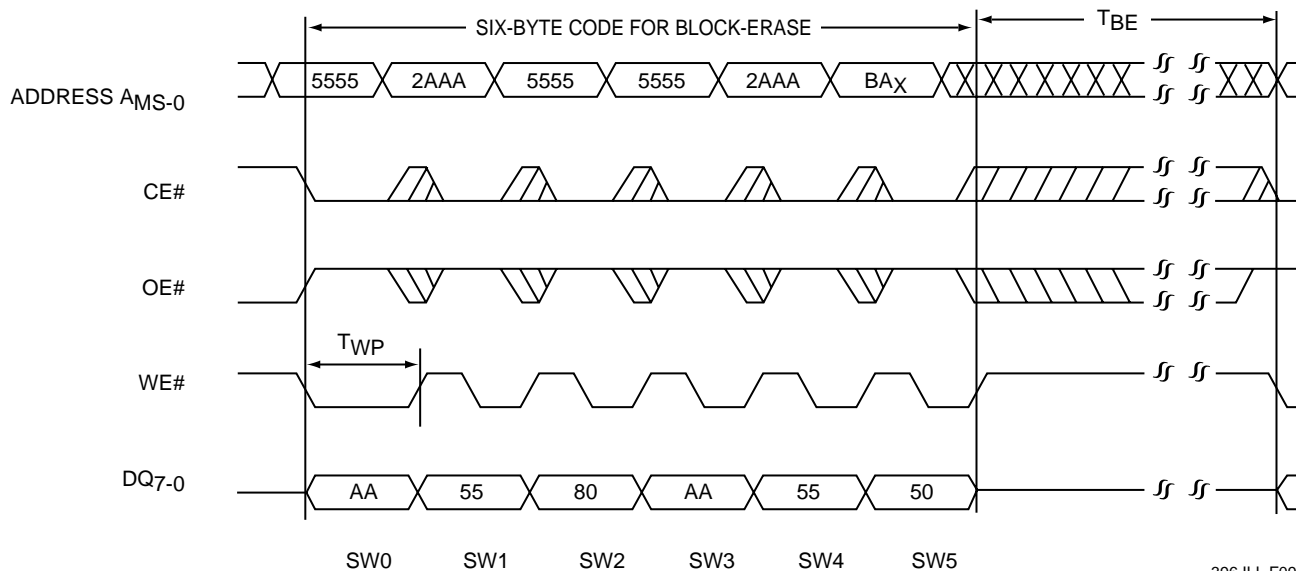 SIX-BYTE CODE FOR BLOCK-ERASE
TBE
ADDRESS AMS-0
5555 2AAA 5555 5555 2AAA BAX
CE#
OE#
TWP
WE#
DQ7-0
AA 55 80 AA 55 50
SW0 SW1 SW2 SW3 SW4 SW5